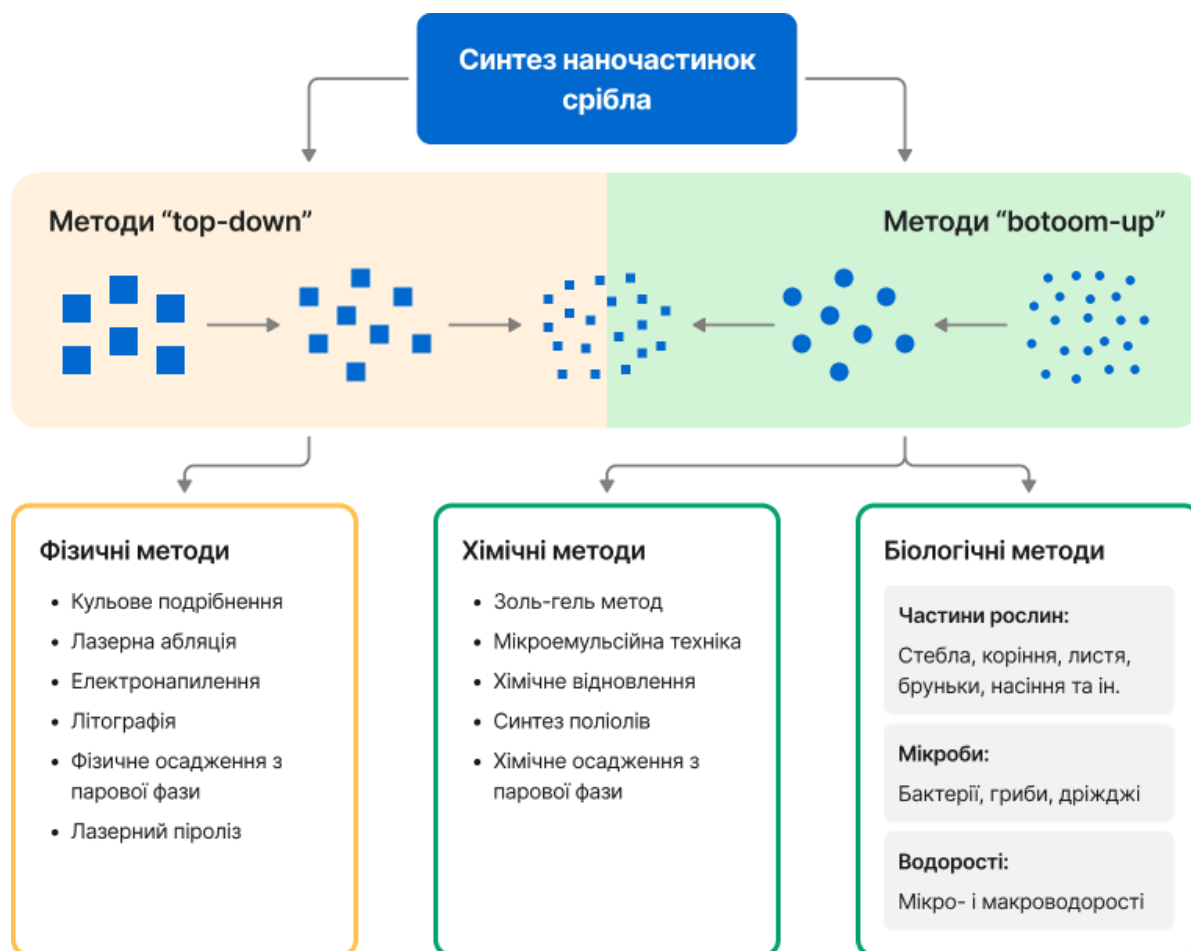 Синтез наночастинок
срібла
Методи “top-down”
Методи “botoom-up”
Фізичні методи
• Кульове подрібнення
• Лазерна абляція
• Електронапилення
• Літографія
• Фізичне осадження з
парової фази
• Лазерний піроліз
Хімічні методи
• Золь-гель метод
• Мікроемульсійна техніка
• Хімічне відновлення
• Синтез поліолів
• Хімічне осадження з
парової фази
Біологічні методи
Частини рослин:
Стебла, коріння, листя,
бруньки, насіння та ін.
Мікроби:
Бактерії, гриби, дріжджі
Водорості:
Мікро- і макроводорості